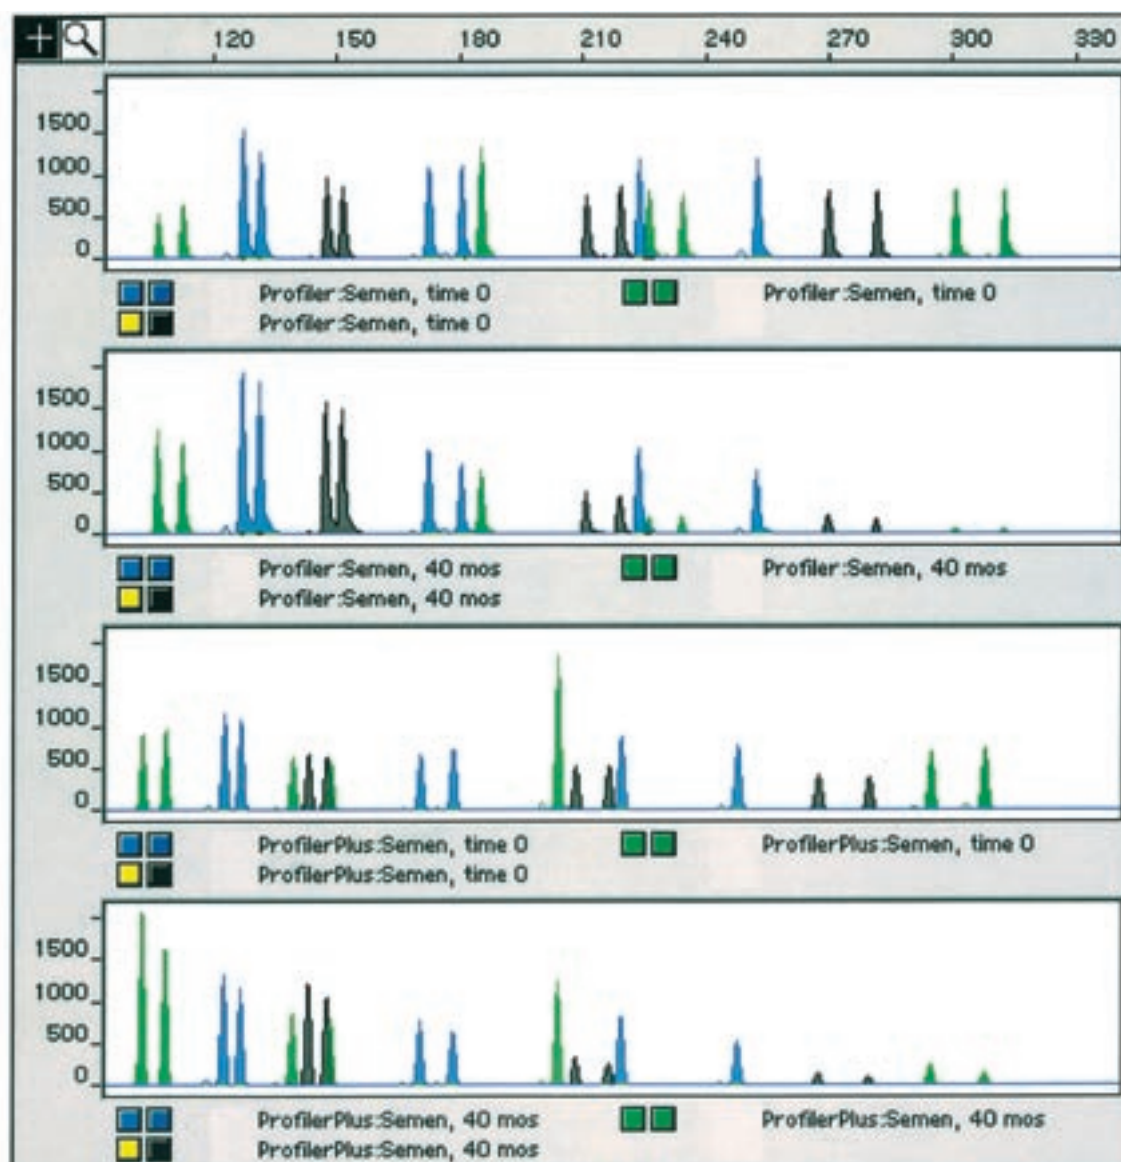 120 150 180 210 240 270 300 330
1500
1000
500
0
Profiler:Semen, time 0 Profiler:Semen, time 0
Profiler:Semen, time 0
1500
1000
500
0
Profiler:Semen, 40 mos Profiler:Semen, 40 mos
Profiler:Semen, 40 mos
1500
1000
500
0
ProfilerPlus:Semen, time 0 ProfilerPlus:Semen, time 0
ProfilerPlus:Semen, time 0
1500
1000
500
0
ProfilerPlus:Semen, 40 mos ProfilerPlus:Semen, 40 mos
ProfilerPlus:Semen, 40 mos